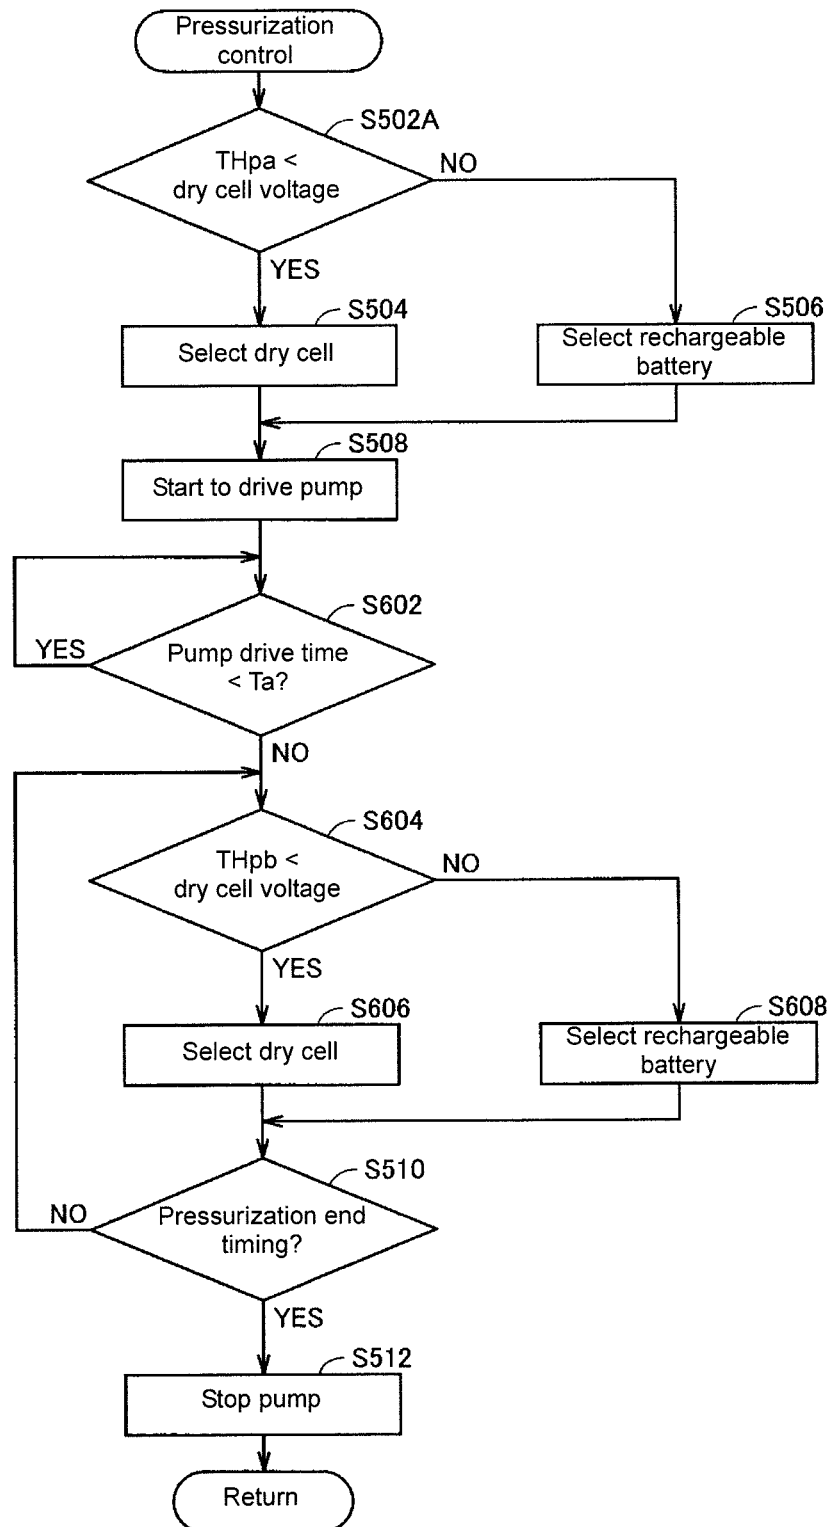 Pressurization
control
S502A
THpa <
dry cell voltage
NO
YES
S504
Select dry cell
S506
Select rechargeable
battery
S508
Start to drive pump
S602
Pump drive time
< Ta?
YES
NO
S604
THpb <
dry cell voltage
NO
YES
S606
Select dry cell
S608
Select rechargeable
battery
S510
Pressurization end
timing?
NO
YES
S512
Stop pump
Return